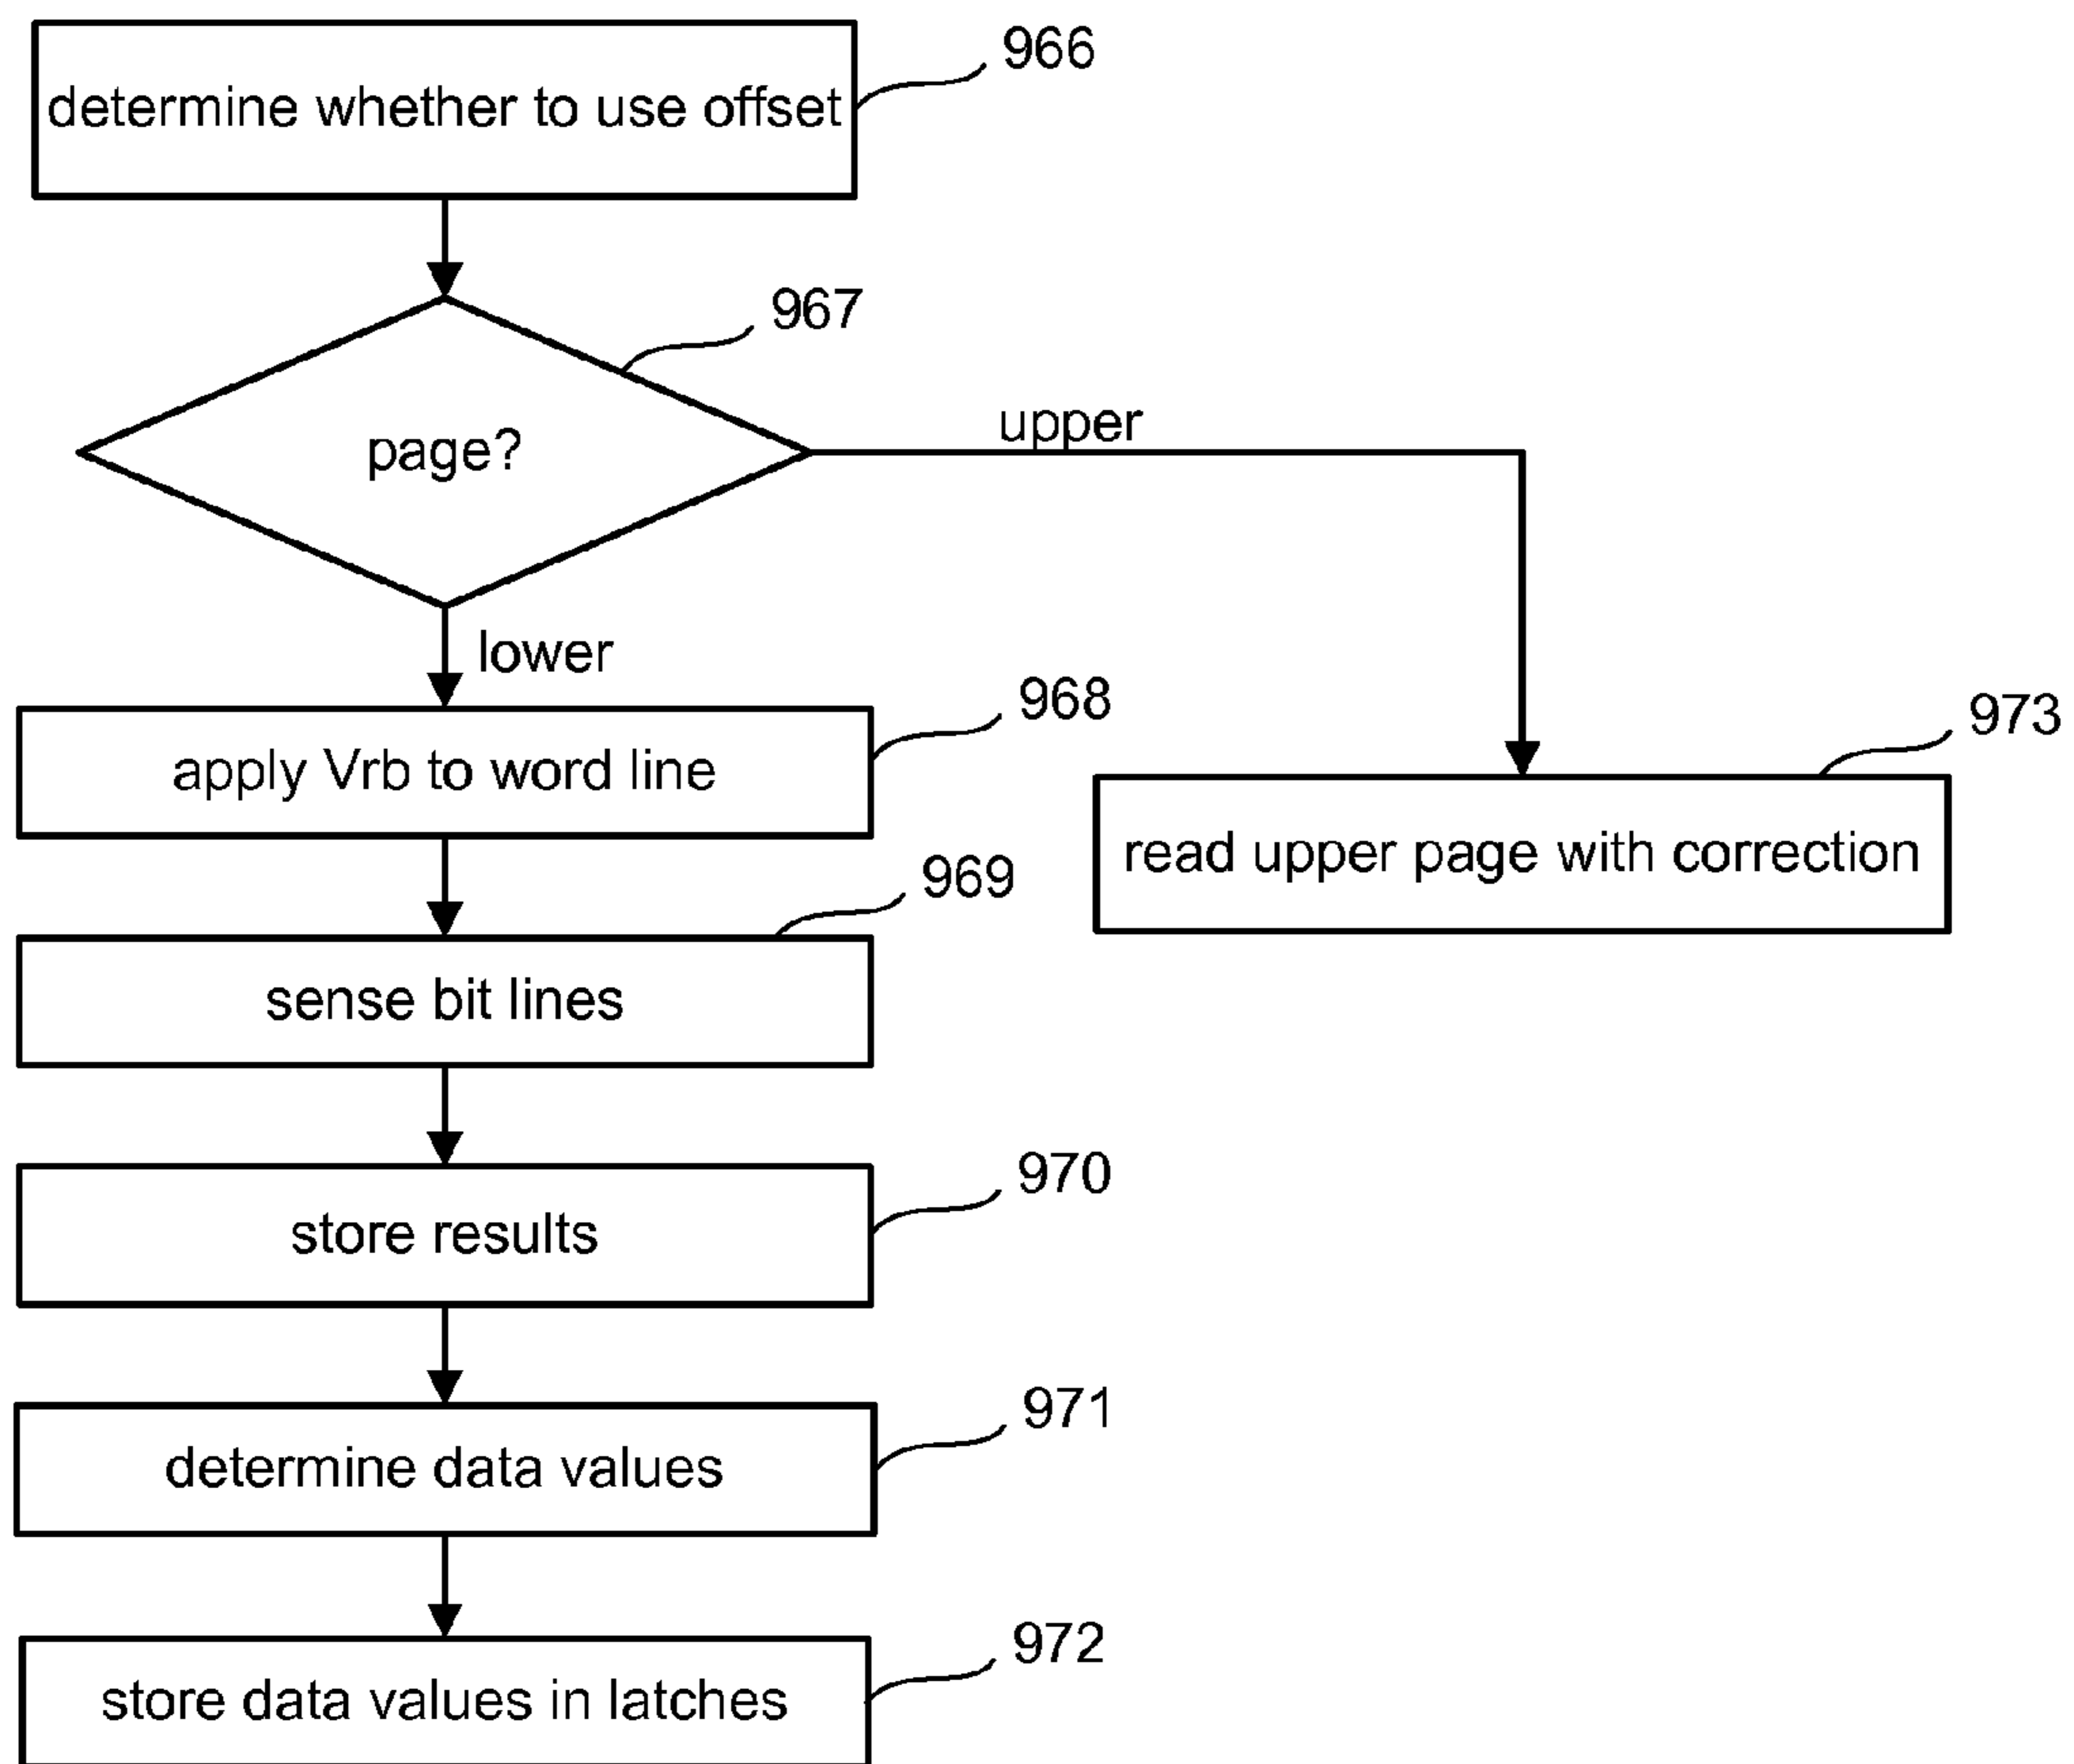 966
determine whether to use offset
967
page?
upper
lower
968
apply Vrb to word line
973
read upper page with correction
969
sense bit lines
970
store results
971
determine data values
972
store data values in latches